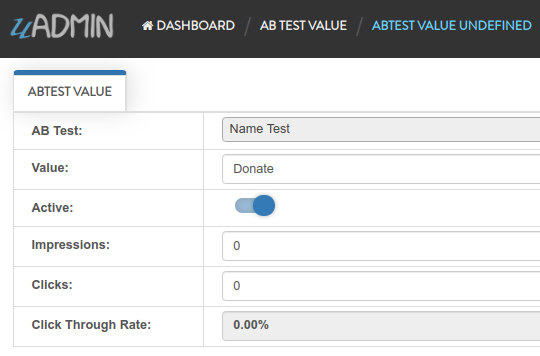 uADMIN
DASHBOARD / AB TEST VALUE / ABTEST VALUE UNDEFINED
ABTEST VALUE
AB Test: Name Test
Value: Donate
Active:
Impressions: 0
Clicks: 0
Click Through Rate: 0.00%